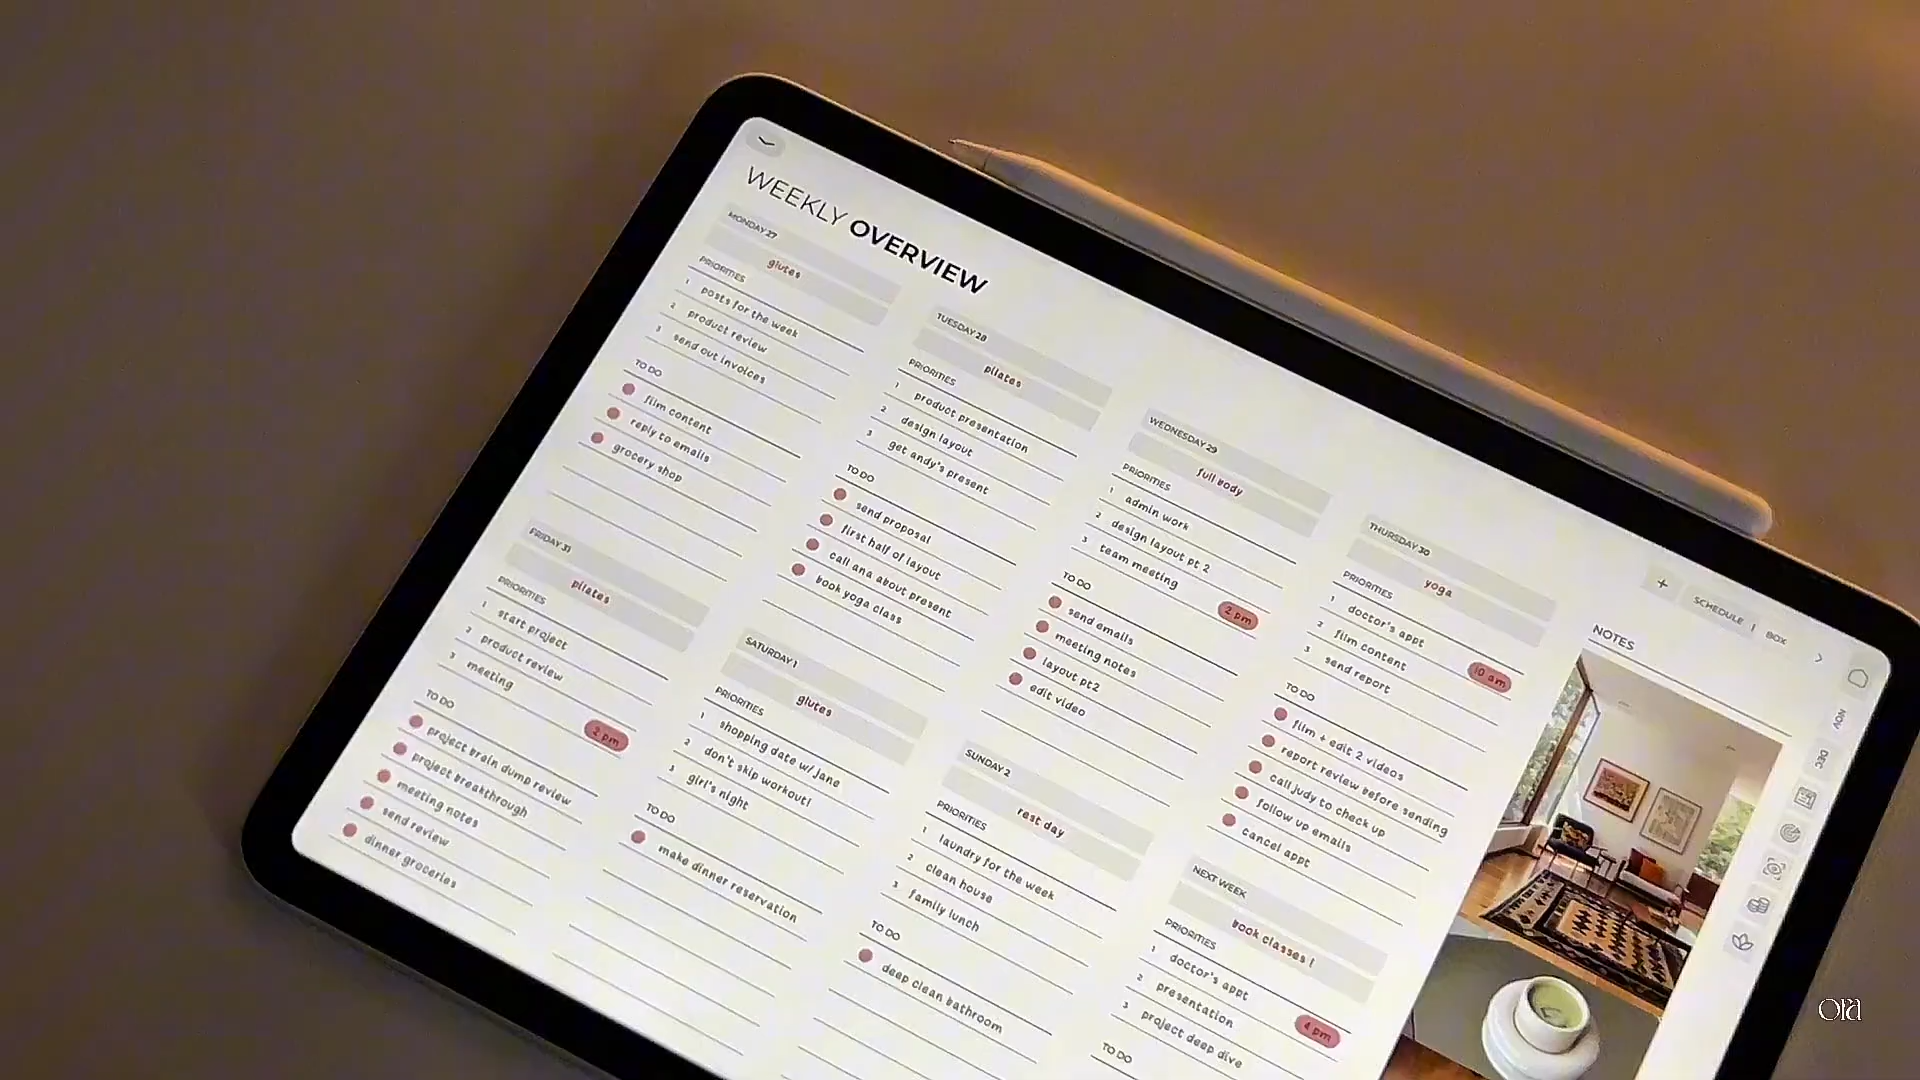 WEEKLY OVERVIEW
MONDAY 27
glutes
PRIORITIES
1 posts for the week
2 product review
3 send out invoices
TO DO
film content
reply to emails
grocery shop
TUESDAY 28
pilates
PRIORITIES
1 product presentation
2 design layout
3 get andy's present
TO DO
send proposal
first half of layout
call ana about present
book yoga class
WEDNESDAY 29
full body
PRIORITIES
1 admin work
2 design layout pt 2
3 team meeting
2 pm
TO DO
send emails
meeting notes
layout pt2
edit video
THURSDAY 30
yoga
PRIORITIES
1 doctor's appt
2 film content
10 am
3 send report
TO DO
film + edit 2 videos
report review before sending
call judy to check up
follow up emails
cancel appt
FRIDAY 31
pilates
PRIORITIES
1 start project
2 product review
3 meeting
2 pm
TO DO
project brain dump review
project breakthrough
meeting notes
send review
dinner groceries
SATURDAY 1
glutes
PRIORITIES
1 shopping date w/ jane
2 don't skip workout!
3 girl's night
TO DO
make dinner reservation
SUNDAY 2
rest day
PRIORITIES
1 laundry for the week
2 clean house
3 family lunch
TO DO
deep clean bathroom
NEXT WEEK
book classes!
PRIORITIES
1 doctor's appt
2 presentation
4 pm
3 project deep dive
TO DO
+ SCHEDULE | BOX >
NOTES
NOV
DEC
ora